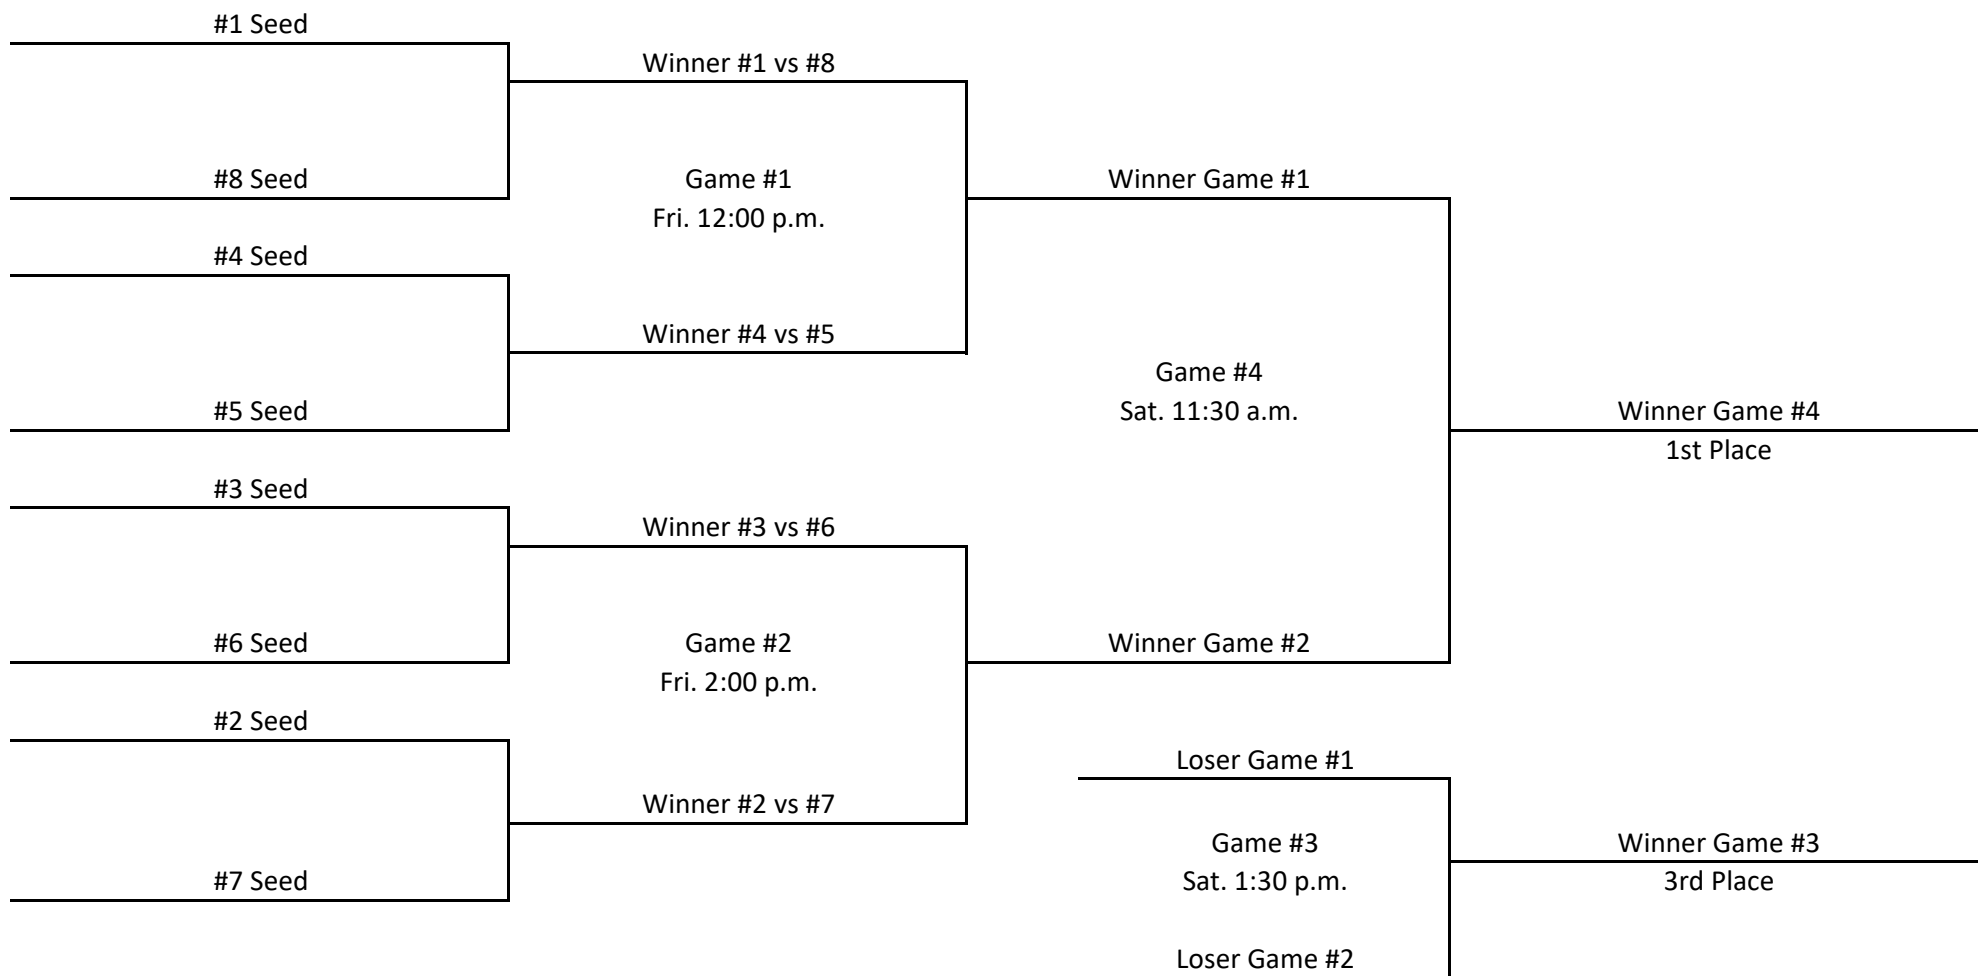 #1 Seed
Winner #1 vs #8
#8 Seed
Game #1
Winner Game #1
Fri. 12:00 p.m.
#4 Seed
Winner #4 vs #5
Game #4
#5 Seed
Sat. 11:30 a.m.
Winner Game #4
1st Place
#3 Seed
Winner #3 vs #6
#6 Seed
Game #2
Winner Game #2
Fri. 2:00 p.m.
#2 Seed
Loser Game #1
Winner #2 vs #7
Game #3
Winner Game #3
#7 Seed
Sat. 1:30 p.m.
3rd Place
Loser Game #2